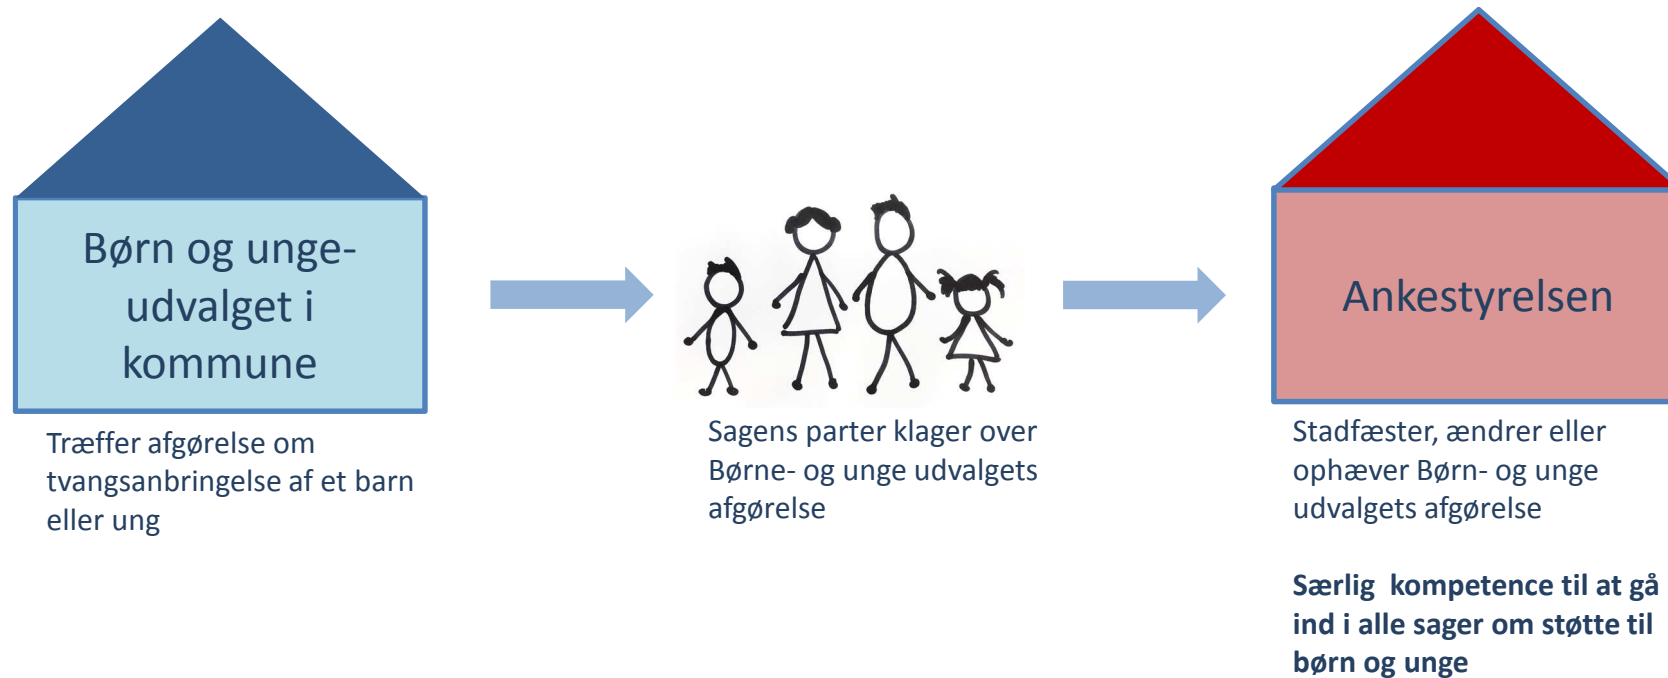 Børn og unge-
udvalget i
kommune
Træffer afgørelse om
tvangsanbringelse af et barn
eller ung
Sagens parter klager over
Børne- og unge udvalgets
afgørelse
Ankestyrelsen
Stadfæster, ændrer eller
ophæver Børn- og unge
udvalgets afgørelse
Særlig  kompetence til at gå
ind i alle sager om støtte til
børn og unge